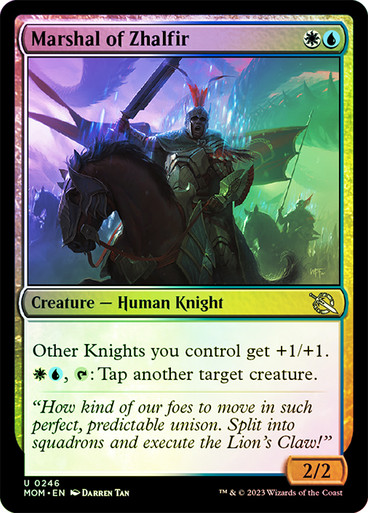 Marshal of Zhalfir
Creature — Human Knight
Other Knights you control get +1/+1.
, : Tap another target creature.
"How kind of our foes to move in such
perfect, predictable unison. Split into
squadrons and execute the Lion's Claw!"
2/2
U 0246
MOM • EN Darren Tan
™ & © 2023 Wizards of the Coast